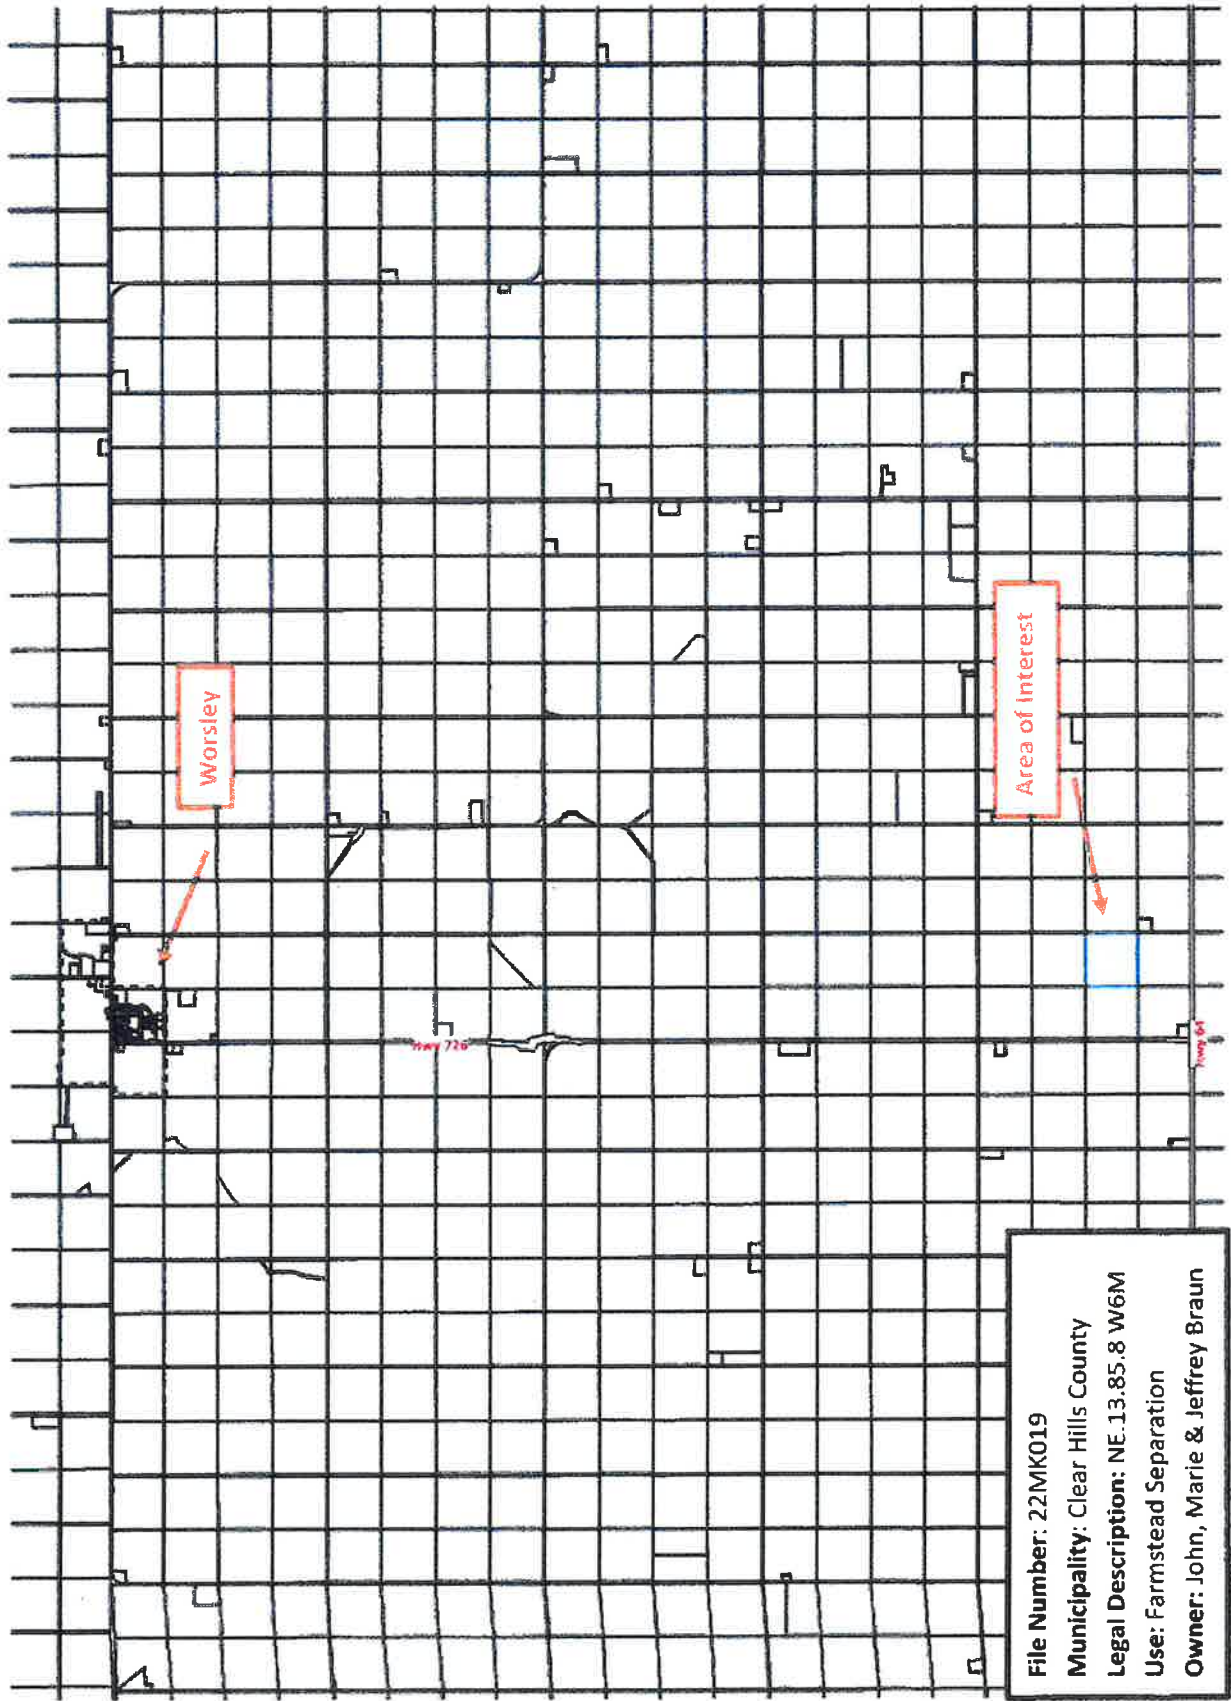 Worsley
Area of Interest
Hwy 726
Hwy 64
File Number: 22MK019
Municipality: Clear Hills County
Legal Description: NE.13.85.8 W6M
Use: Farmstead Separation
Owner: John, Marie & Jeffrey Braun